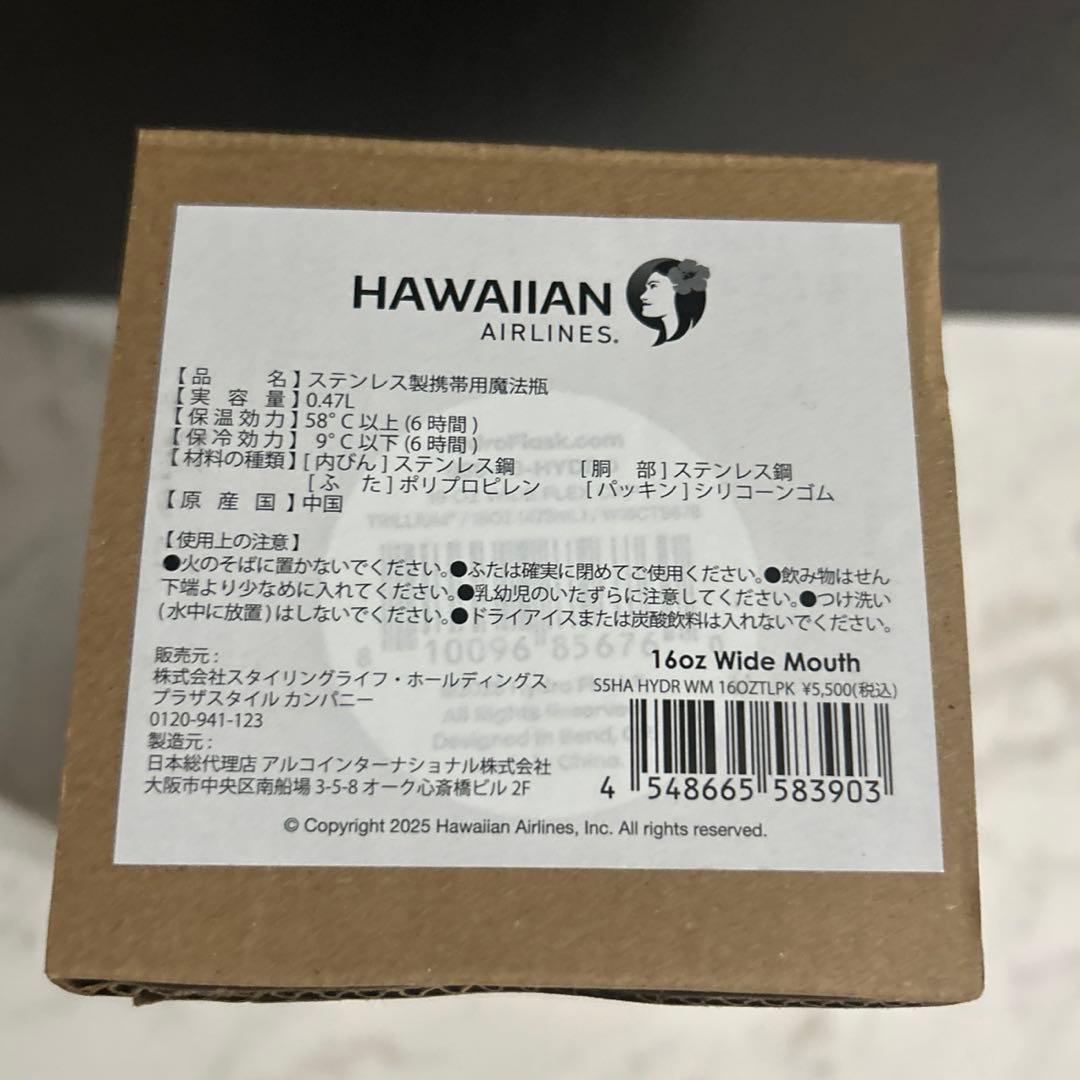 HAWAIIAN
AIRLINES.
【品 名】ステンレス製携帯用魔法瓶
【実 容 量】0.47L
【保温効力】58°C以上(6時間)
【保冷効力】 9°C以下(6時間)
【材料の種類】[内びん]ステンレス鋼 [胴 部]ステンレス鋼
[ふ た]ポリプロピレン [パッキン]シリコーンゴム
【原 産 国】中国
【使用上の注意】
●火のそばに置かないでください。●ふたは確実に閉めてご使用ください。●飲み物はせん
下端より少なめに入れてください。●乳幼児のいたずらに注意してください。●つけ洗い
(水中に放置)はしないでください。●ドライアイスまたは炭酸飲料は入れないでください。
販売元:
株式会社スタイリングライフ・ホールディングス
プラザスタイル カンパニー
0120-941-123
製造元:
日本総代理店 アルコインターナショナル株式会社
大阪市中央区南船場 3-5-8 オーク心斎橋ビル 2F
16oz Wide Mouth
S5HA HYDR WM 16OZTLPK ¥5,500(税込)
4 548665 583903
© Copyright 2025 Hawaiian Airlines, Inc. All rights reserved.